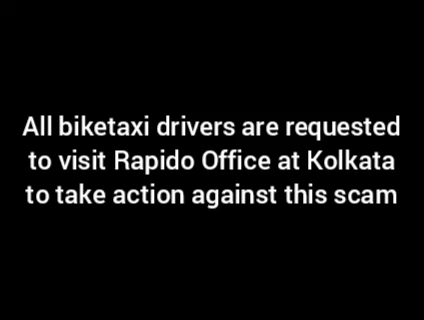 All biketaxi drivers are requested
to visit Rapido Office at Kolkata
to take action against this scam